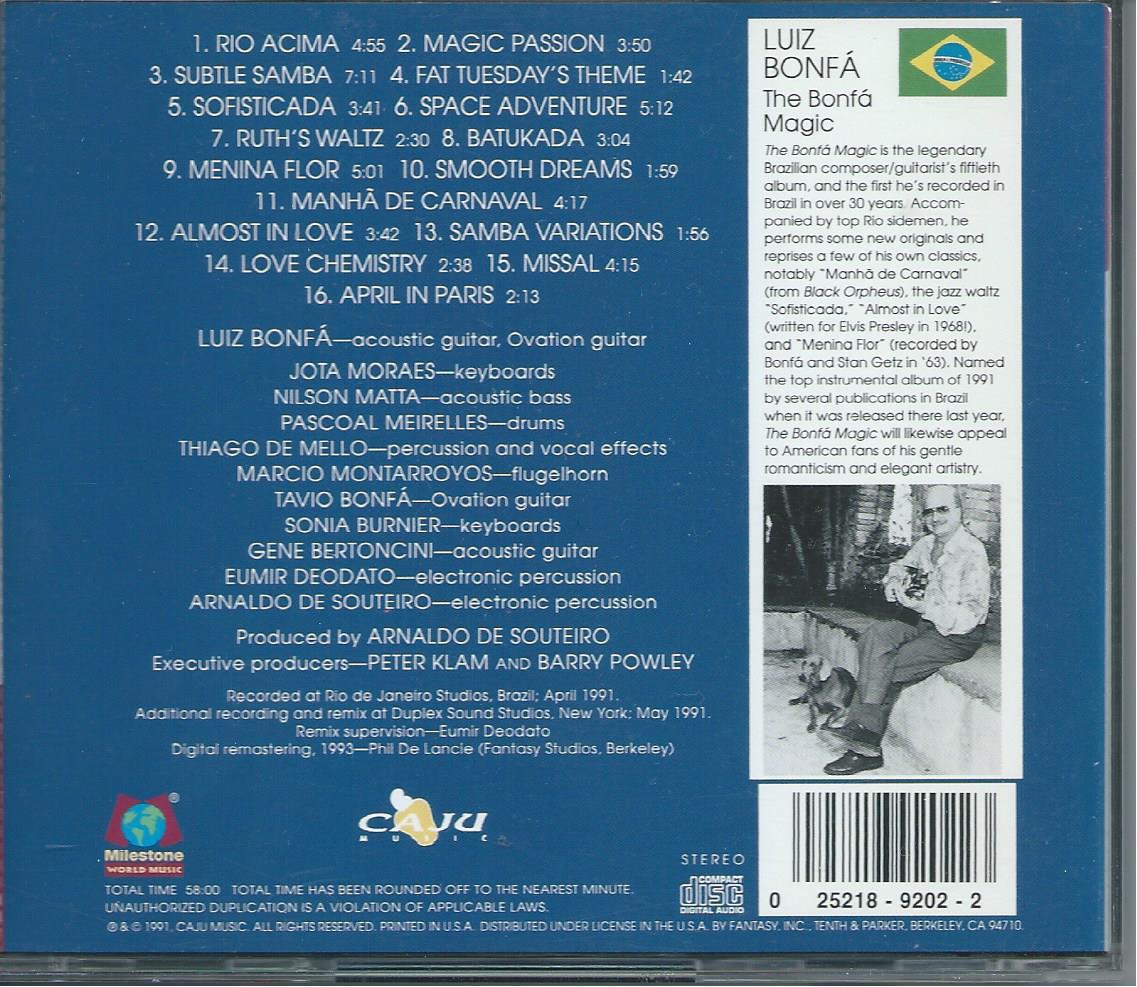 1. RIO ACIMA 4:55 2. MAGIC PASSION 3:50
3. SUBTLE SAMBA 7:11 4. FAT TUESDAY'S THEME 1:42
5. SOFISTICADA 3:41 6. SPACE ADVENTURE 5:12
7. RUTH'S WALTZ 2:30 8. BATUKADA 3:04
9. MENINA FLOR 5:01 10. SMOOTH DREAMS 1:59
11. MANHÃ DE CARNAVAL 4:17
12. ALMOST IN LOVE 3:42 13. SAMBA VARIATIONS 1:56
14. LOVE CHEMISTRY 2:38 15. MISSAL 4:15
16. APRIL IN PARIS 2:13
LUIZ BONFÁ—acoustic guitar, Ovation guitar
JOTA MORAES—keyboards
NILSON MATTA—acoustic bass
PASCOAL MEIRELLES—drums
THIAGO DE MELLO—percussion and vocal effects
MARCIO MONTARROYOS—flugelhorn
TAVIO BONFÁ—Ovation guitar
SONIA BURNIER—keyboards
GENE BERTONCINI—acoustic guitar
EUMIR DEODATO—electronic percussion
ARNALDO DE SOUTEIRO—electronic percussion
Produced by ARNALDO DE SOUTEIRO
Executive producers—PETER KLAM AND BARRY POWLEY
Recorded at Rio de Janeiro Studios, Brazil; April 1991.
Additional recording and remix at Duplex Sound Studios, New York; May 1991.
Remix supervision—Eumir Deodato
Digital remastering, 1993—Phil De Lancie (Fantasy Studios, Berkeley)
LUIZ
BONFÁ
The Bonfá
Magic
The Bonfá Magic is the legendary
Brazilian composer/guitarist's fiftieth
album, and the first he's recorded in
Brazil in over 30 years. Accom-
panied by top Rio sidemen, he
performs some new originals and
reprises a few of his own classics,
notably "Manhã de Carnaval"
(from Black Orpheus), the jazz waltz
"Sofisticada," "Almost in Love"
(written for Elvis Presley in 1968!),
and "Menina Flor" (recorded by
Bonfá and Stan Getz in '63). Named
the top instrumental album of 1991
by several publications in Brazil
when it was released there last year,
The Bonfá Magic will likewise appeal
to American fans of his gentle
romanticism and elegant artistry.
®
Milestone
WORLD MUSIC
CAJU
MUSIC
STEREO
COMPACT
disc
DIGITAL AUDIO
0 25218 - 9202 - 2
TOTAL TIME 58:00 TOTAL TIME HAS BEEN ROUNDED OFF TO THE NEAREST MINUTE.
UNAUTHORIZED DUPLICATION IS A VIOLATION OF APPLICABLE LAWS.
℗ & © 1991, CAJU MUSIC. ALL RIGHTS RESERVED. PRINTED IN U.S.A. DISTRIBUTED UNDER LICENSE IN THE U.S.A. BY FANTASY, INC., TENTH & PARKER, BERKELEY, CA 94710.